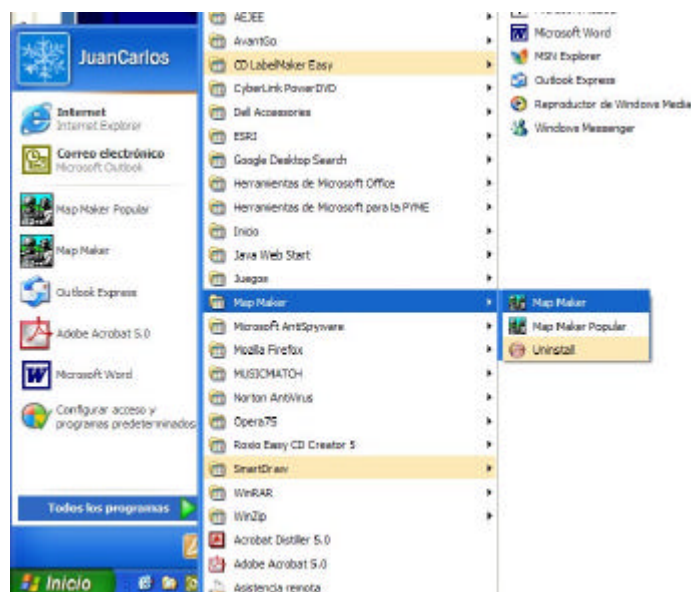 JuanCarlos
Internet
Internet Explorer
Correo electrónico
Microsoft Outlook
Map Maker Popular
Map Maker
Outlook Express
Adobe Acrobat 5.0
Microsoft Word
Configurar acceso y
programas predeterminados
Todos los programas
Inicio
AEJEE
AvantGo
CD LabelMaker Easy
CyberLink PowerDVD
Dell Accessories
ESRI
Google Desktop Search
Herramientas de Microsoft Office
Herramientas de Microsoft para la PYME
Inicio
Java Web Start
Juegos
Map Maker
Microsoft AntiSpyware
Mozilla Firefox
MUSICMATCH
Norton AntiVirus
Opera75
Roxio Easy CD Creator 5
SmartDraw
WinRAR
WinZip
Acrobat Distiller 5.0
Adobe Acrobat 5.0
Asistencia remota
Microsoft Word
MSN Explorer
Outlook Express
Reproductor de Windows Media
Windows Messenger
Map Maker
Map Maker Popular
Uninstall